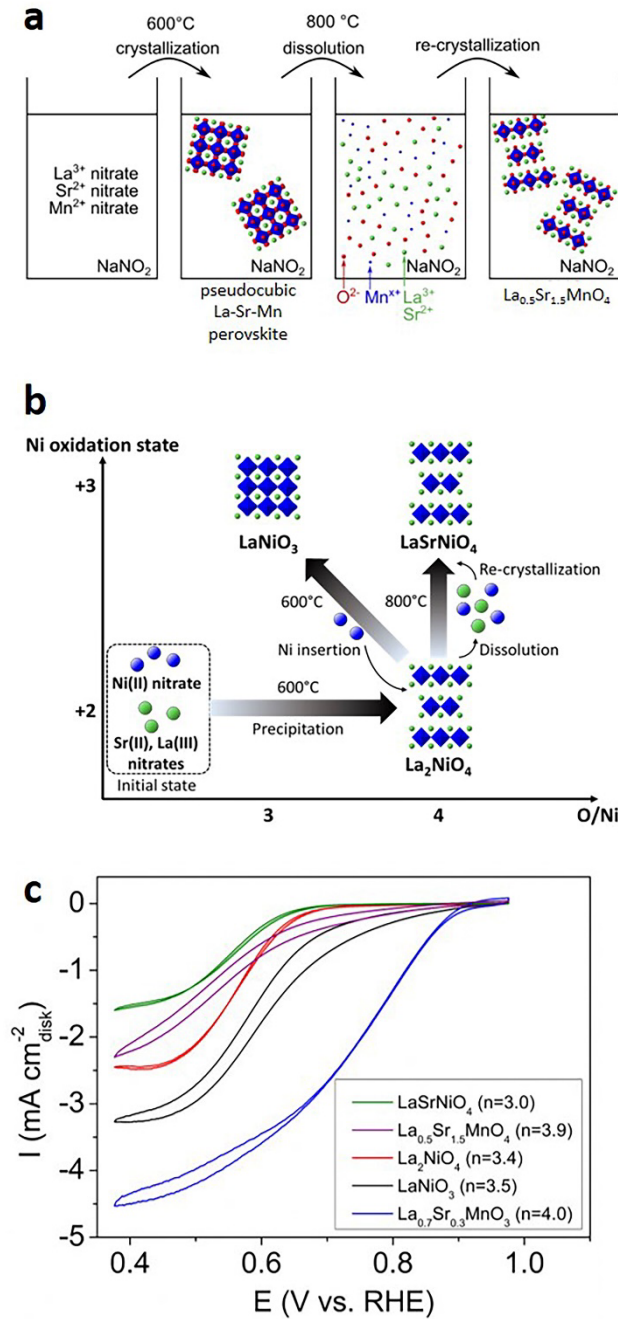 a
600°C
crystallization
800 °C
dissolution
re-crystallization
La³⁺ nitrate
Sr²⁺ nitrate
Mn²⁺ nitrate
NaNO₂
NaNO₂
NaNO₂
NaNO₂
pseudocubic
La-Sr-Mn
perovskite
O²⁻ Mnˣ⁺ La³⁺
Sr²⁺
La₀.₅Sr₁.₅MnO₄
b
Ni oxidation state
+3
LaNiO₃
LaSrNiO₄
Re-crystallization
600°C
800°C
Ni insertion
Dissolution
Ni(II) nitrate
600°C
+2
Precipitation
Sr(II), La(III)
nitrates
La₂NiO₄
Initial state
3
4
O/Ni
c
0
-1
-2
-3
-4
-5
I (mA cm⁻²disk)
LaSrNiO₄ (n=3.0)
La₀.₅Sr₁.₅MnO₄ (n=3.9)
La₂NiO₄ (n=3.4)
LaNiO₃ (n=3.5)
La₀.₇Sr₀.₃MnO₃ (n=4.0)
0.4 0.6 0.8 1.0
E (V vs. RHE)